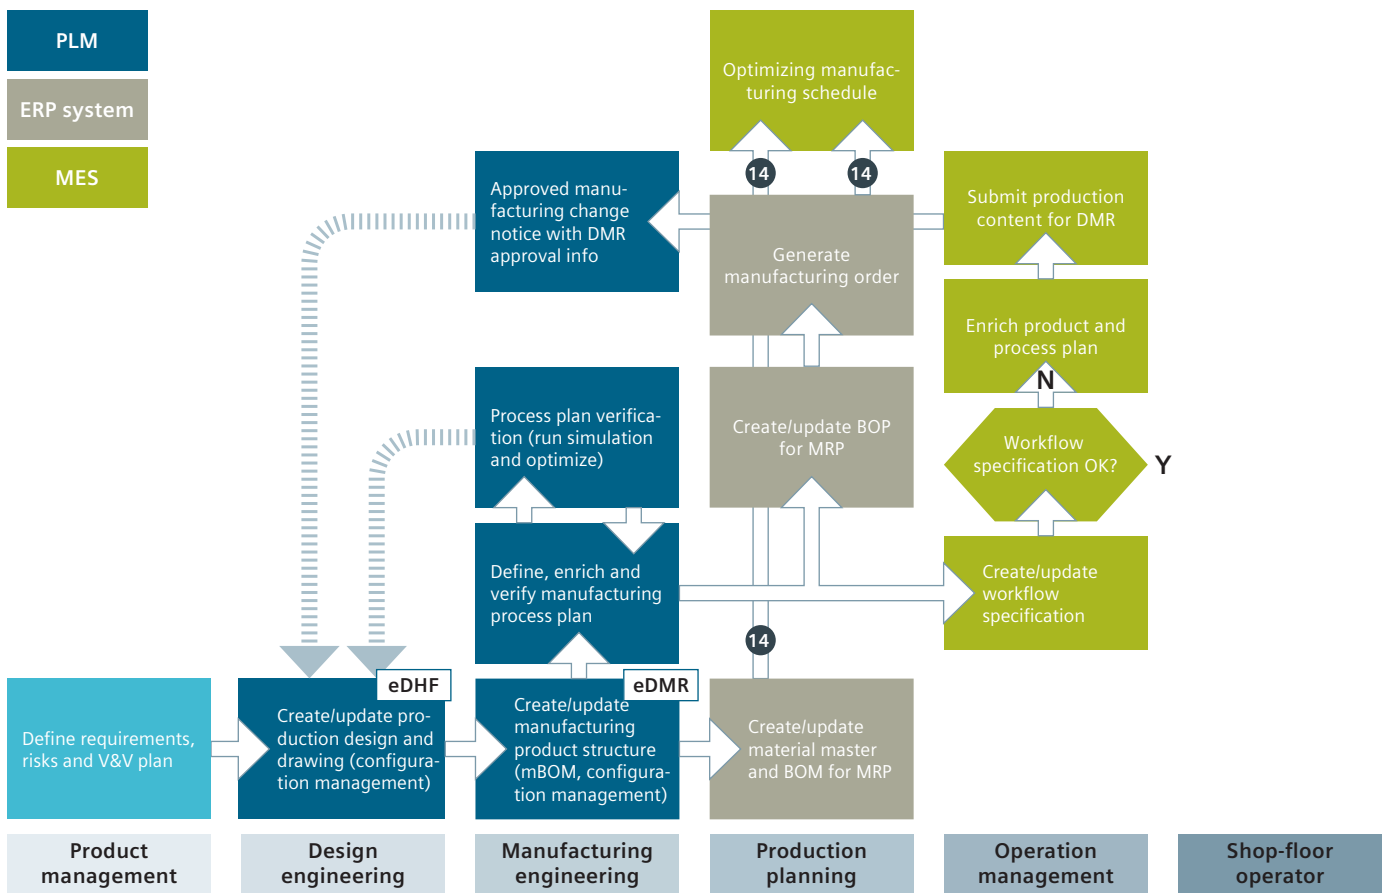 PLM
ERP system
MES
Optimizing manufac-
turing schedule
14
14
Approved manu-
facturing change
notice with DMR
approval info
Generate
manufacturing order
Submit production
content for DMR
Enrich product and
process plan
N
Process plan verifica-
tion (run simulation
and optimize)
Create/update BOP
for MRP
Workflow
specification OK?
Y
Define, enrich and
verify manufacturing
process plan
Create/update
workflow
specification
14
Define requirements,
risks and V&V plan
eDHF
Create/update pro-
duction design and
drawing (configura-
tion management)
eDMR
Create/update
manufacturing
product structure
(mBOM, configura-
tion management)
Create/update
material master
and BOM for MRP
Product
management
Design
engineering
Manufacturing
engineering
Production
planning
Operation
management
Shop-floor
operator